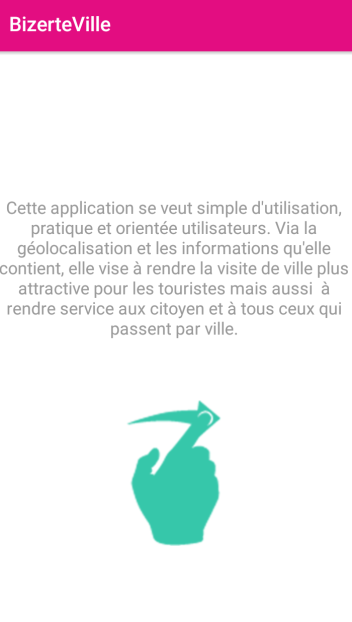 BizerteVille
Cette application se veut simple d'utilisation,
pratique et orientée utilisateurs. Via la
géolocalisation et les informations qu'elle
contient, elle vise à rendre la visite de ville plus
attractive pour les touristes mais aussi  à
rendre service aux citoyen et à tous ceux qui
passent par ville.